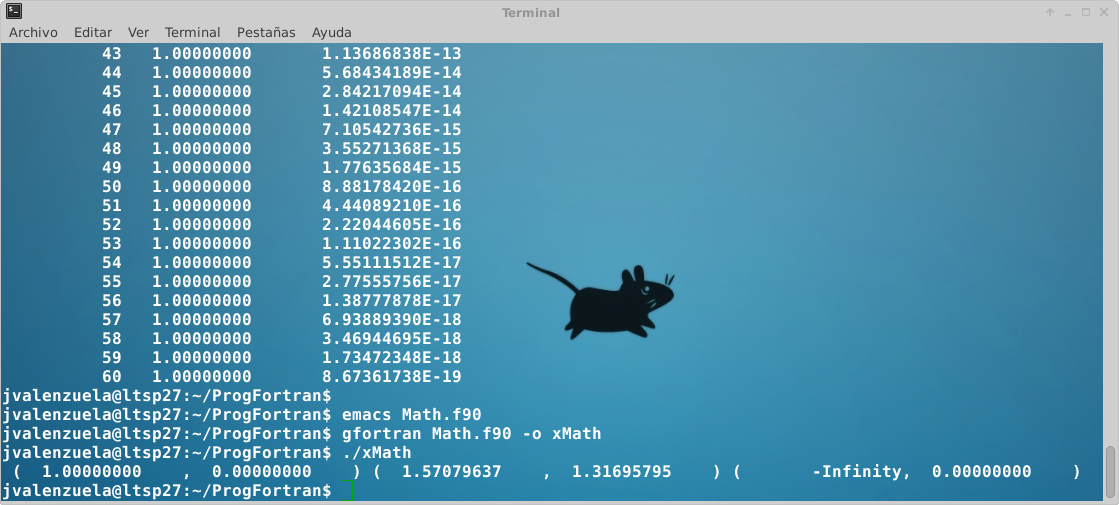 Terminal
Archivo Editar Ver Terminal Pestañas Ayuda
43 1.00000000 1.13686838E-13
44 1.00000000 5.68434189E-14
45 1.00000000 2.84217094E-14
46 1.00000000 1.42108547E-14
47 1.00000000 7.10542736E-15
48 1.00000000 3.55271368E-15
49 1.00000000 1.77635684E-15
50 1.00000000 8.88178420E-16
51 1.00000000 4.44089210E-16
52 1.00000000 2.22044605E-16
53 1.00000000 1.11022302E-16
54 1.00000000 5.55111512E-17
55 1.00000000 2.77555756E-17
56 1.00000000 1.38777878E-17
57 1.00000000 6.93889390E-18
58 1.00000000 3.46944695E-18
59 1.00000000 1.73472348E-18
60 1.00000000 8.67361738E-19
jvalenzuela@ltsp27:~/ProgFortran$
jvalenzuela@ltsp27:~/ProgFortran$ emacs Math.f90
jvalenzuela@ltsp27:~/ProgFortran$ gfortran Math.f90 -o xMath
jvalenzuela@ltsp27:~/ProgFortran$ ./xMath
( 1.00000000 , 0.00000000 ) ( 1.57079637 , 1.31695795 ) ( -Infinity, 0.00000000 )
jvalenzuela@ltsp27:~/ProgFortran$